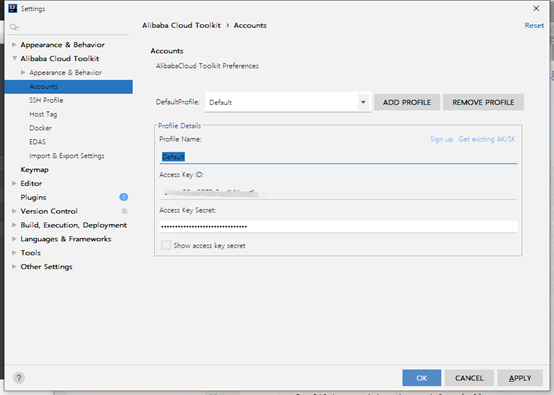 Settings
Alibaba Cloud Toolkit › Accounts
Reset
Appearance & Behavior
Alibaba Cloud Toolkit
Appearance & Behavior
Accounts
SSH Profile
Host Tag
Docker
EDAS
Import & Export Settings
Keymap
Editor
Plugins
1
Version Control
Build, Execution, Deployment
Languages & Frameworks
Tools
Other Settings
Accounts
AlibabaCloud Toolkit Preferences
DefaultProfile: Default ADD PROFILE REMOVE PROFILE
Profile Details
Profile Name: Sign up Get existing AK/SK
Default
Access Key ID:
Access Key Secret:
••••••••••••••••••••••••••••••
Show access key secret
? OK CANCEL APPLY